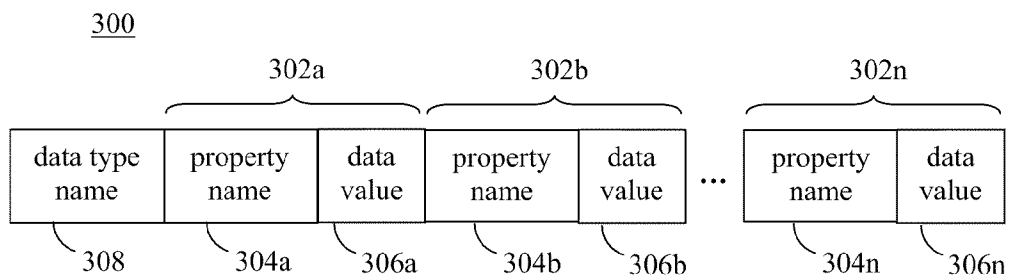 300
302a 302b 302n
data type property data property data property data
name name value name value ... name value
308 304a 306a 304b 306b 304n 306n